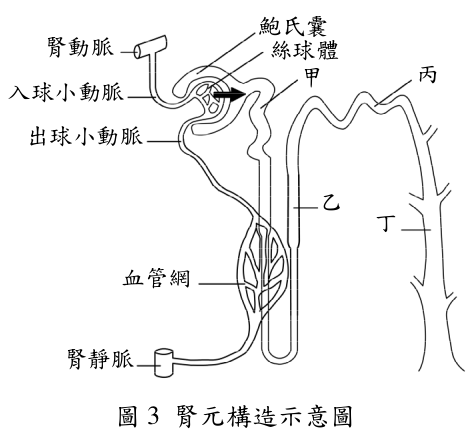 鮑氏囊
腎動脈
絲球體
甲
丙
入球小動脈
出球小動脈
乙
丁
血管網
腎靜脈
圖 3 腎元構造示意圖